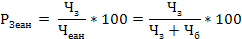 Р_Зеан = Ч_з / Ч_еан * 100 = Ч_з / (Ч_з + Ч_б) * 100